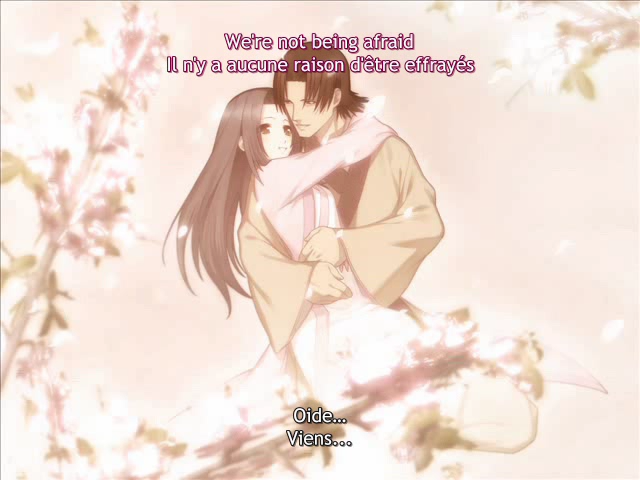 We're not being afraid
Il n'y a aucune raison d'être effrayés
Oide...
Viens...